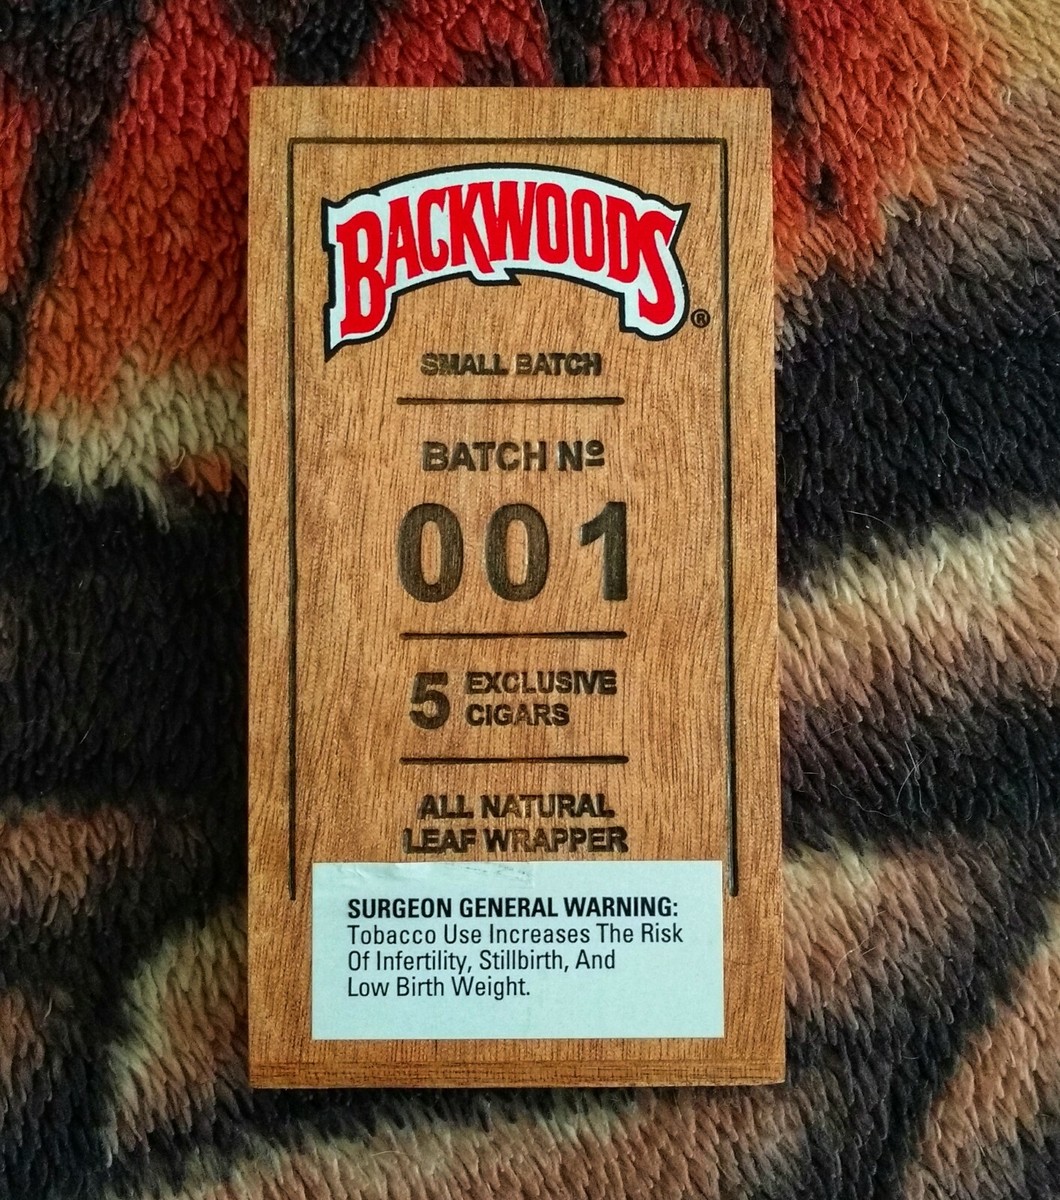 BACKWOODS®
SMALL BATCH
BATCH Nº
001
5 EXCLUSIVE
CIGARS
ALL NATURAL
LEAF WRAPPER
SURGEON GENERAL WARNING:
Tobacco Use Increases The Risk
Of Infertility, Stillbirth, And
Low Birth Weight.